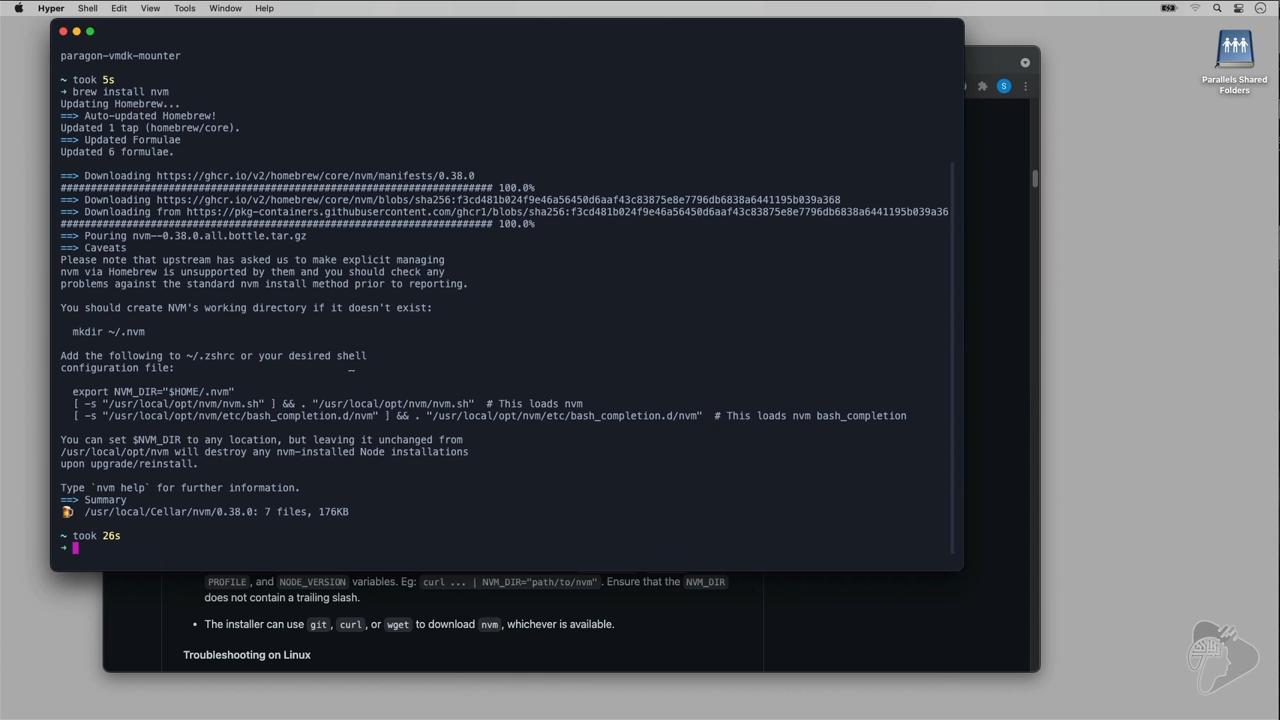 Hyper Shell Edit View Tools Window Help
paragon-vmdk-mounter
~ took 5s
➜ brew install nvm
Updating Homebrew...
==> Auto-updated Homebrew!
Updated 1 tap (homebrew/core).
==> Updated Formulae
Updated 6 formulae.
==> Downloading https://ghcr.io/v2/homebrew/core/nvm/manifests/0.38.0
######################################################################## 100.0%
==> Downloading https://ghcr.io/v2/homebrew/core/nvm/blobs/sha256:f3cd481b024f9e46a56450d6aaf43c83875e8e7796db6838a6441195b039a368
==> Downloading from https://pkg-containers.githubusercontent.com/ghcr1/blobs/sha256:f3cd481b024f9e46a56450d6aaf43c83875e8e7796db6838a6441195b039a36
######################################################################## 100.0%
==> Pouring nvm--0.38.0.all.bottle.tar.gz
==> Caveats
Please note that upstream has asked us to make explicit managing
nvm via Homebrew is unsupported by them and you should check any
problems against the standard nvm install method prior to reporting.
You should create NVM's working directory if it doesn't exist:
mkdir ~/.nvm
Add the following to ~/.zshrc or your desired shell
configuration file:
export NVM_DIR="$HOME/.nvm"
[ -s "/usr/local/opt/nvm/nvm.sh" ] && . "/usr/local/opt/nvm/nvm.sh" # This loads nvm
[ -s "/usr/local/opt/nvm/etc/bash_completion.d/nvm" ] && . "/usr/local/opt/nvm/etc/bash_completion.d/nvm" # This loads nvm bash_completion
You can set $NVM_DIR to any location, but leaving it unchanged from
/usr/local/opt/nvm will destroy any nvm-installed Node installations
upon upgrade/reinstall.
Type `nvm help` for further information.
==> Summary
🍺 /usr/local/Cellar/nvm/0.38.0: 7 files, 176KB
~ took 26s
➜
S
Parallels Shared
Folders
PROFILE, and NODE_VERSION variables. Eg: curl ... | NVM_DIR="path/to/nvm". Ensure that the NVM_DIR
does not contain a trailing slash.
• The installer can use git, curl, or wget to download nvm, whichever is available.
Troubleshooting on Linux